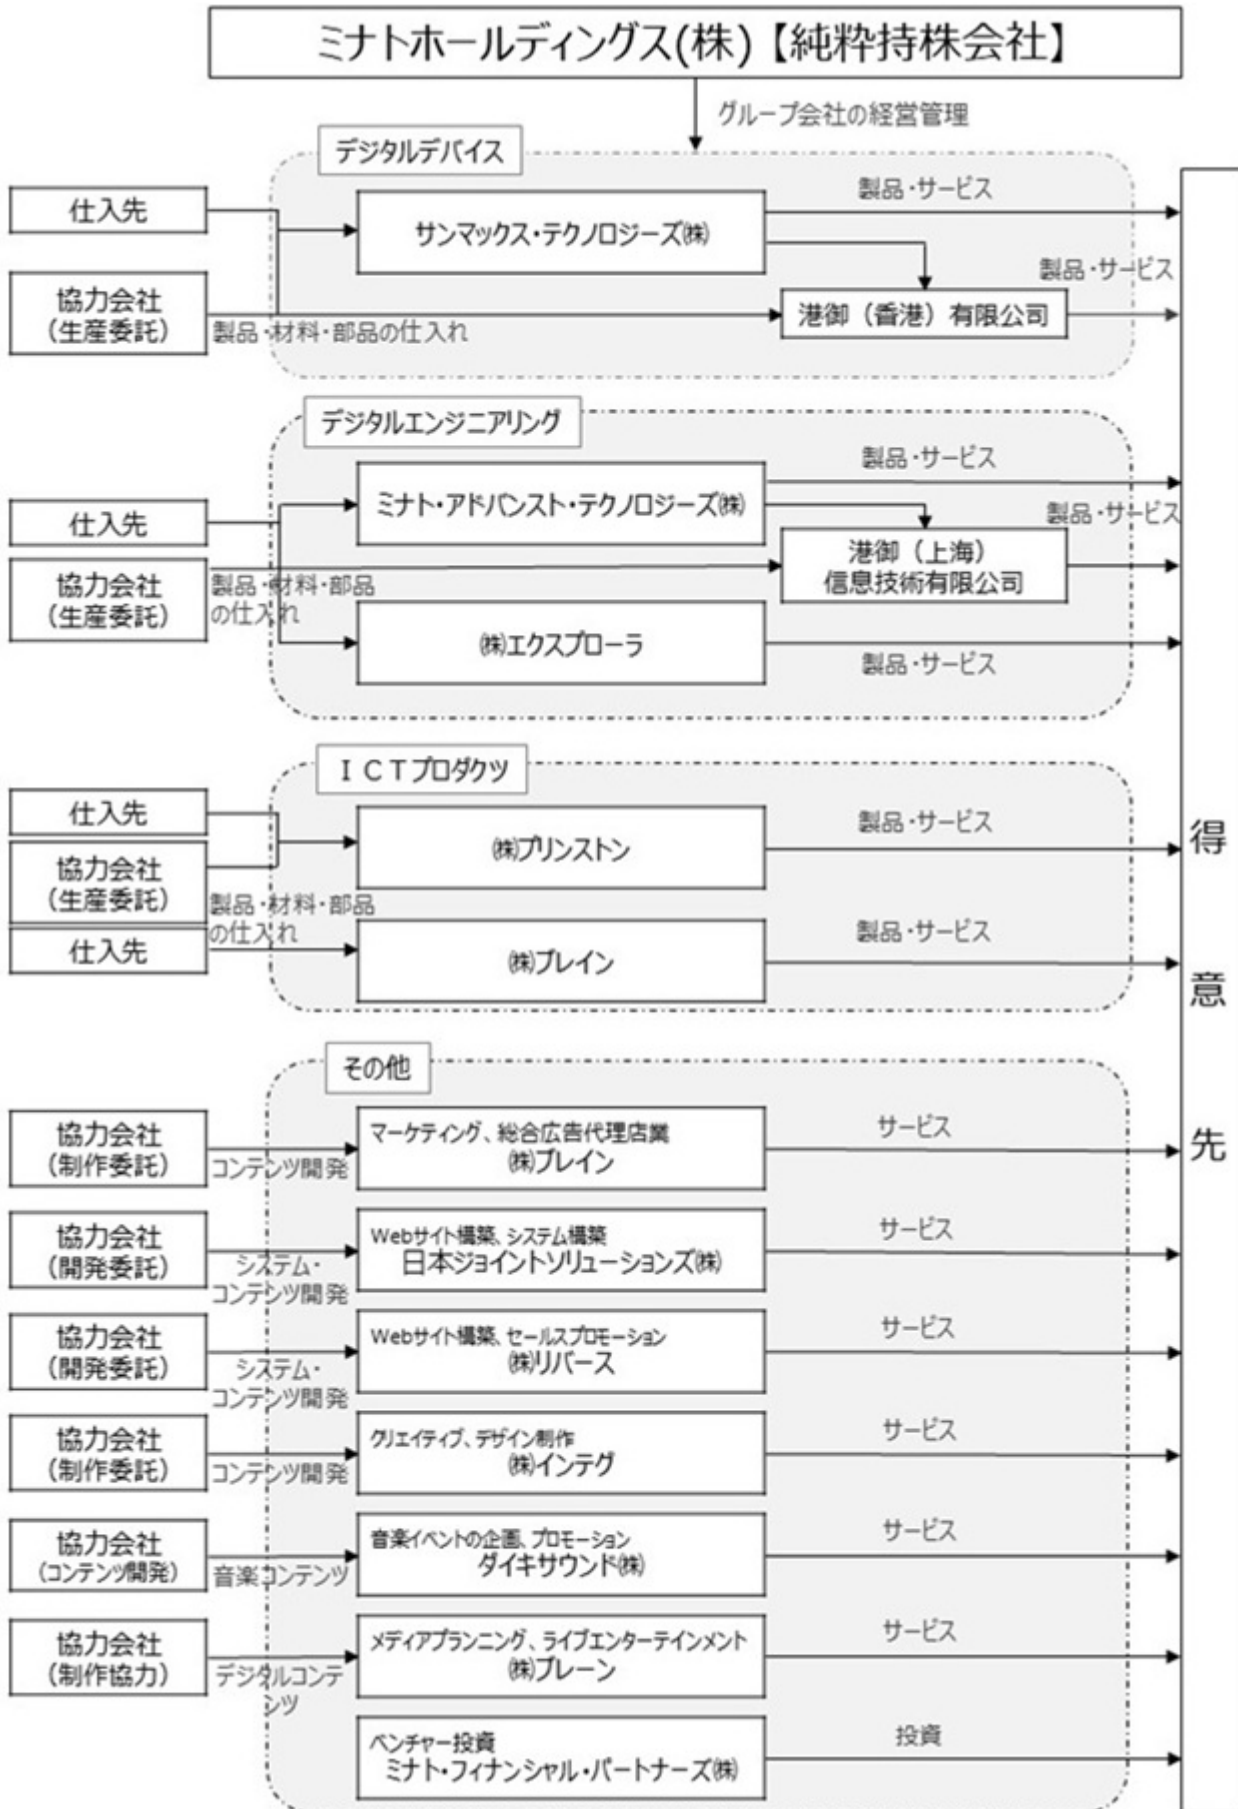 ミナトホールディングス(株)【純粋持株会社】
グループ会社の経営管理
デジタルデバイス
仕入先
サンマックス・テクノロジーズ㈱
製品・サービス
協力会社
(生産委託)
製品・材料・部品の仕入れ
港御（香港）有限公司
製品・サービス
デジタルエンジニアリング
仕入先
ミナト・アドバンスト・テクノロジーズ㈱
製品・サービス
協力会社
(生産委託)
製品・材料・部品
の仕入れ
港御（上海）
信息技術有限公司
製品・サービス
㈱エクスプローラ
製品・サービス
ＩＣＴプロダクツ
仕入先
協力会社
(生産委託)
㈱プリンストン
製品・サービス
製品・材料・部品
の仕入れ
仕入先
㈱ブレイン
製品・サービス
得
意
先
その他
協力会社
(制作委託)
コンテンツ開発
マーケティング、総合広告代理店業
㈱ブレイン
サービス
協力会社
(開発委託)
システム・
コンテンツ開発
Webサイト構築、システム構築
日本ジョイントソリューションズ㈱
サービス
協力会社
(開発委託)
システム・
コンテンツ開発
Webサイト構築、セールスプロモーション
㈱リバース
サービス
協力会社
(制作委託)
コンテンツ開発
クリエイティブ、デザイン制作
㈱インテグ
サービス
協力会社
(コンテンツ開発)
音楽コンテンツ
音楽イベントの企画、プロモーション
ダイキサウンド㈱
サービス
協力会社
(制作協力)
デジタルコンテ
ンツ
メディアプランニング、ライブエンターテインメント
㈱プレーン
サービス
ベンチャー投資
ミナト・フィナンシャル・パートナーズ㈱
投資